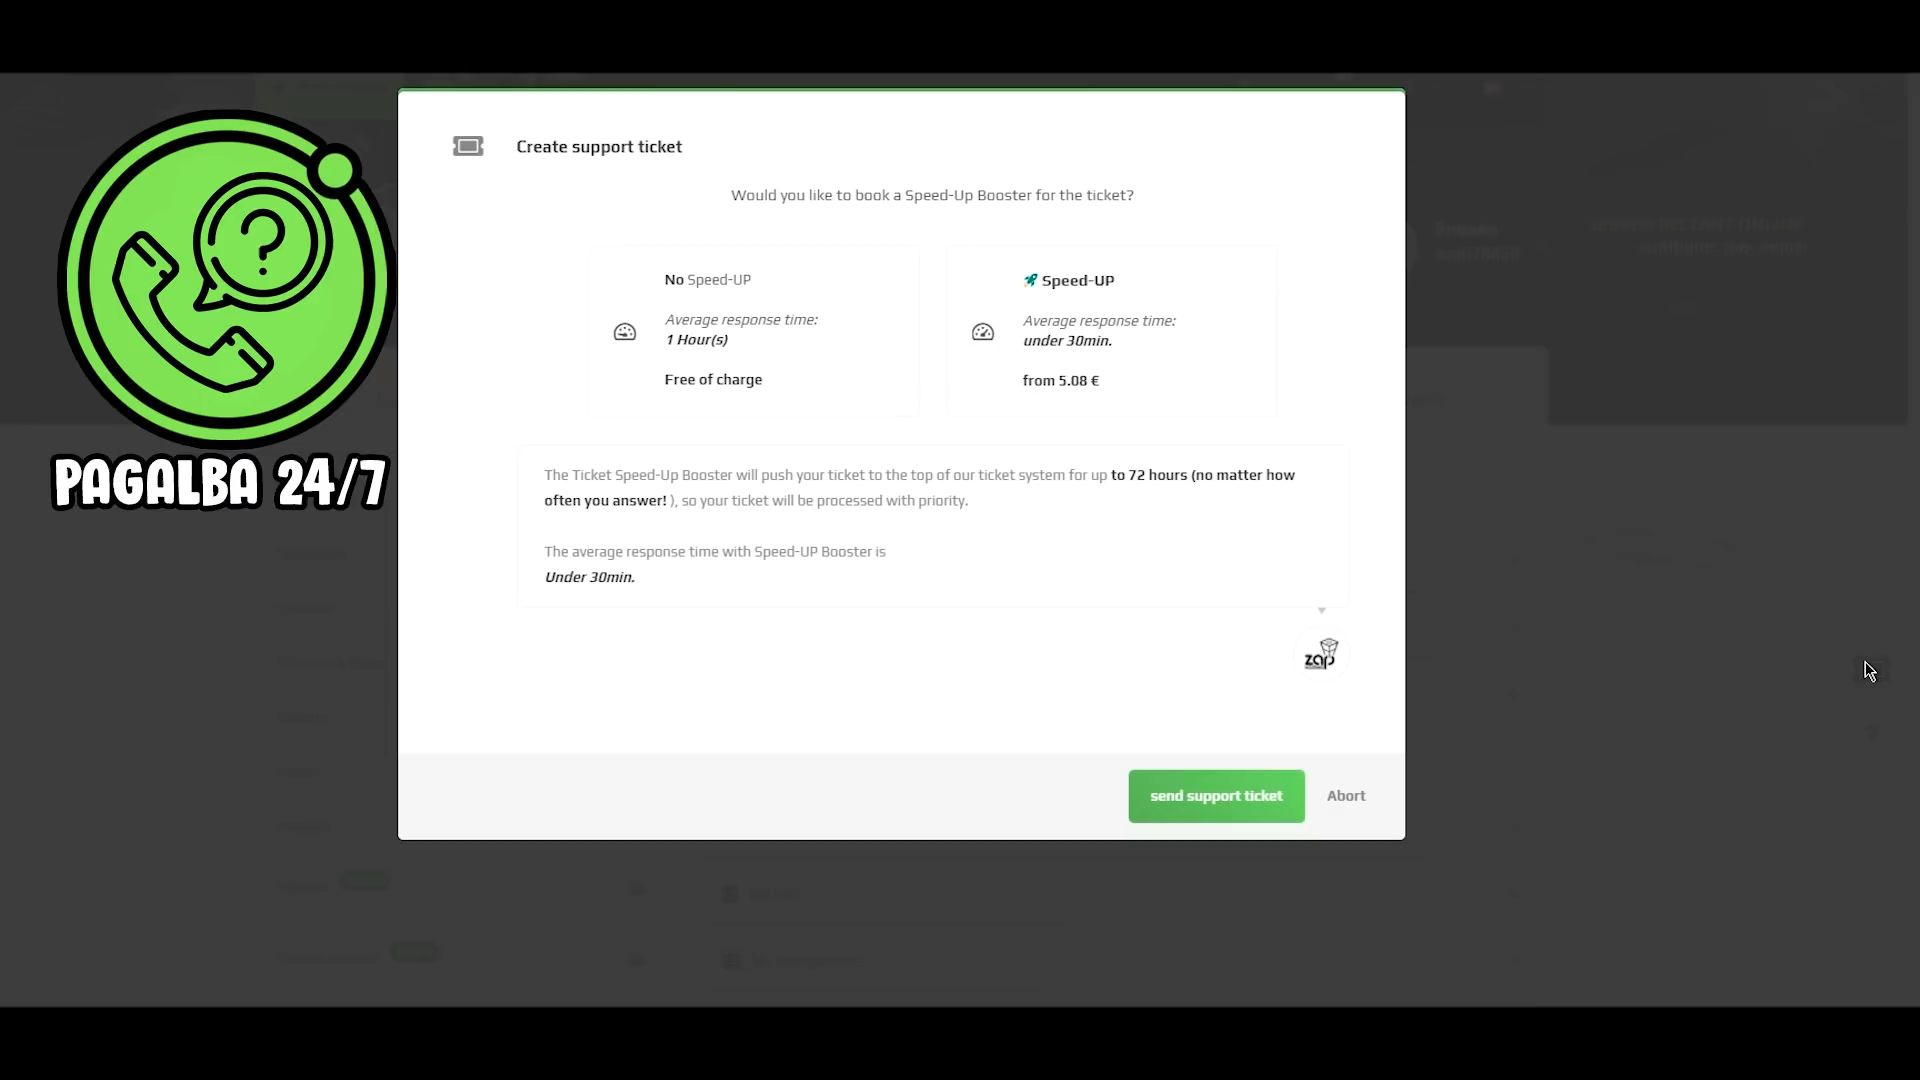 Create support ticket
Would you like to book a Speed-Up Booster for the ticket?
No Speed-UP
Average response time:
1 Hour(s)
Free of charge
Speed-UP
Average response time:
under 30min.
from 5.08 €
PAGALBA 24/7
The Ticket Speed-Up Booster will push your ticket to the top of our ticket system for up to 72 hours (no matter how
often you answer! ), so your ticket will be processed with priority.
The average response time with Speed-UP Booster is
Under 30min.
zap
send support ticket
Abort